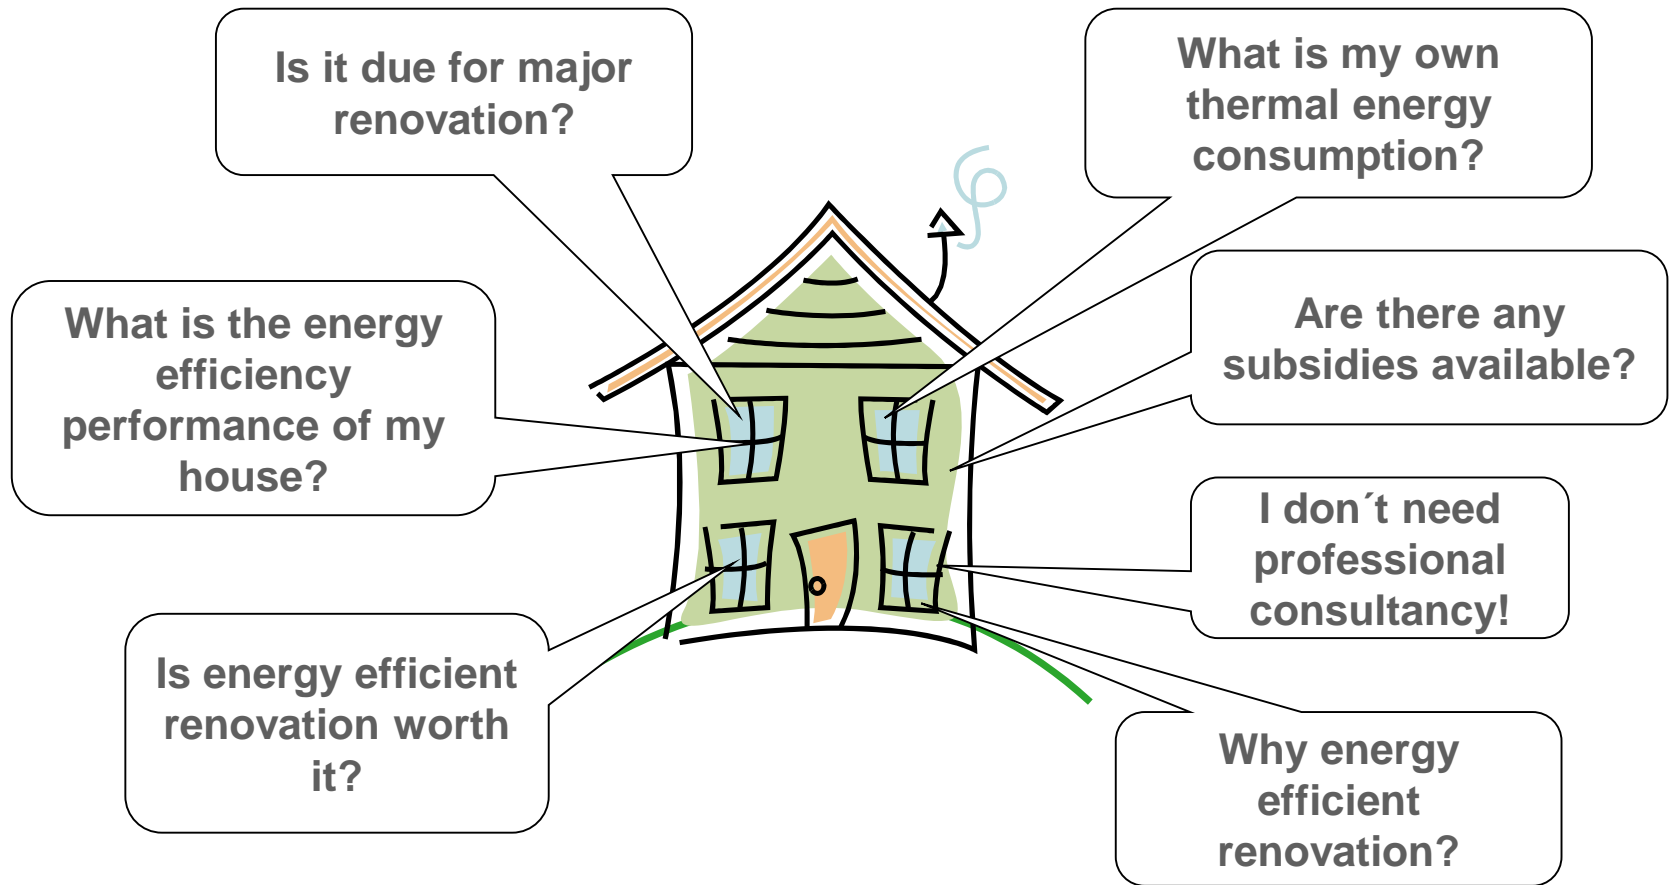 Is it due for major
renovation?
What is my own
thermal energy
consumption?
What is the energy
efficiency
performance of my
house?
Are there any
subsidies available?
I don´t need
professional
consultancy!
Is energy efficient
renovation worth
it?
Why energy
efficient
renovation?